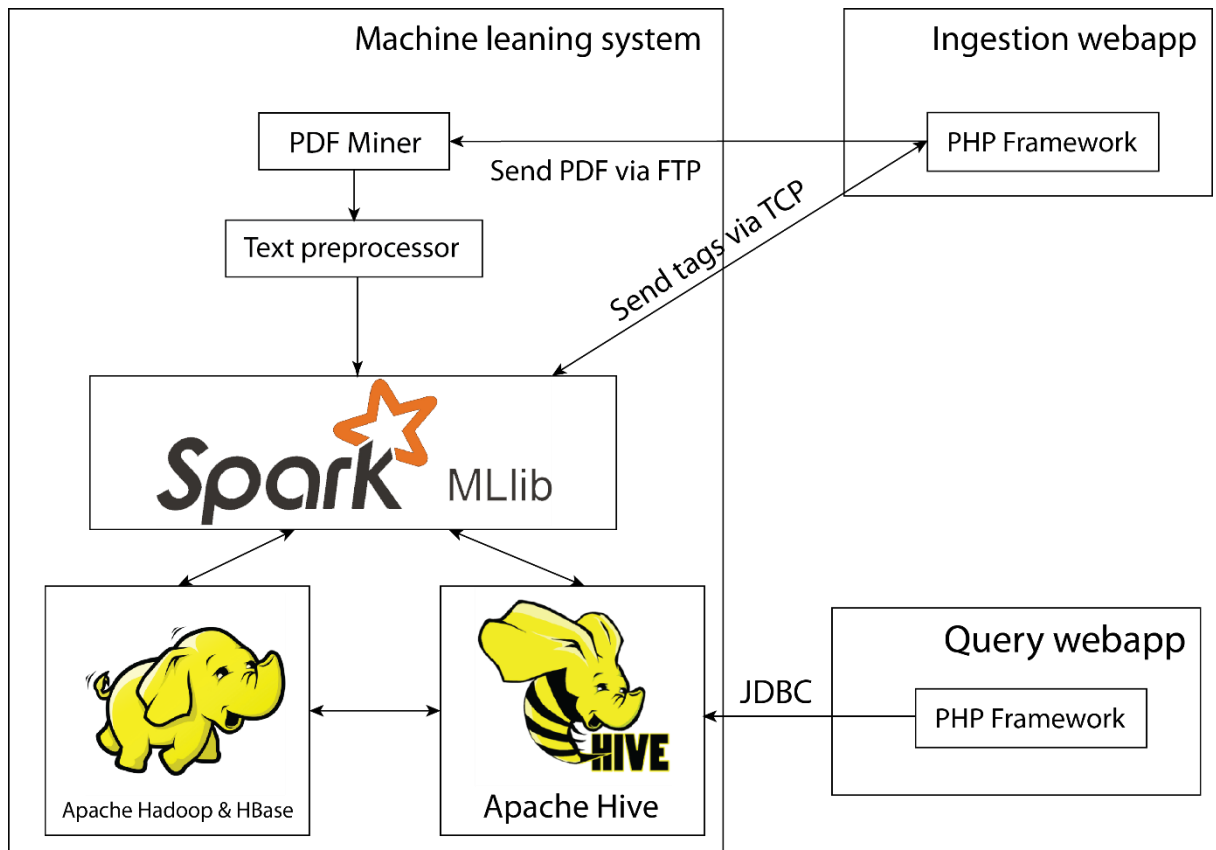 Machine leaning system
Ingestion webapp
PDF Miner
PHP Framework
Send PDF via FTP
Send tags via TCP
Text preprocessor
Spark MLlib
HIVE
Apache Hadoop & HBase
Apache Hive
Query webapp
JDBC
PHP Framework